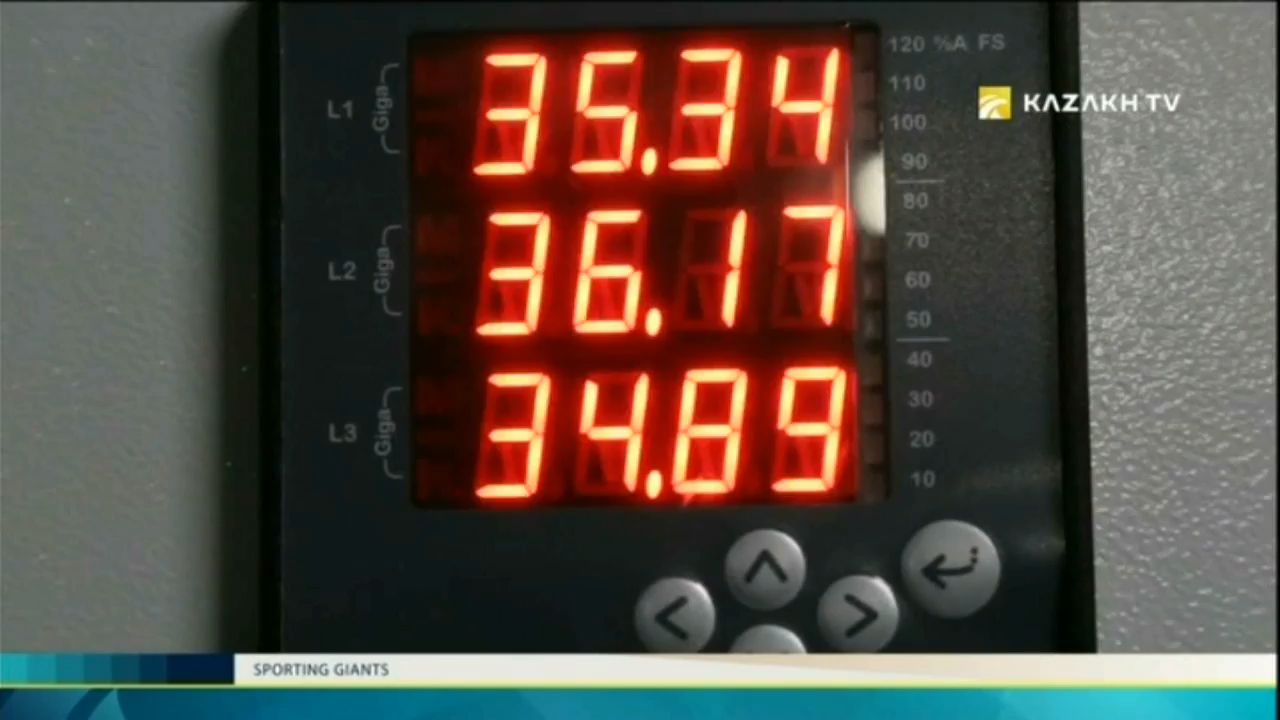 120 %A FS
L1 Giga 35.34
110
100
KAZAKH TV
90
80
L2 Giga 36.17
70
60
50
40
L3 Giga 34.89
30
20
10
SPORTING GIANTS